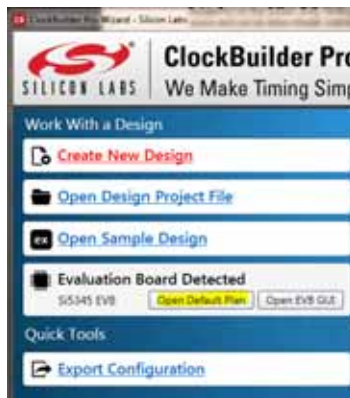 ClockBuilder Pro Wizard - Silicon Labs
SILICON LABS
ClockBuilder Pro
We Make Timing Simp
Work With a Design
Create New Design
Open Design Project File
ex Open Sample Design
Evaluation Board Detected
Si5345 EVB Open Default Plan Open EVB GUI
Quick Tools
Export Configuration